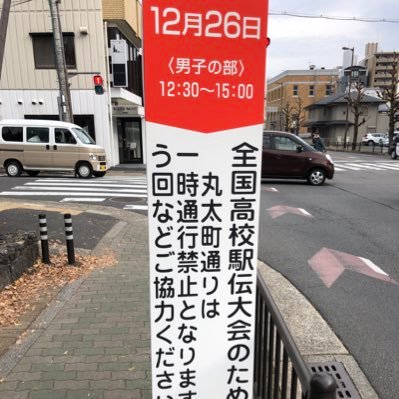 12月26日
〈男子の部〉
12:30〜15:00
全国高校駅伝大会のため
丸太町通りは
一時通行禁止となります
う回などご協力ください